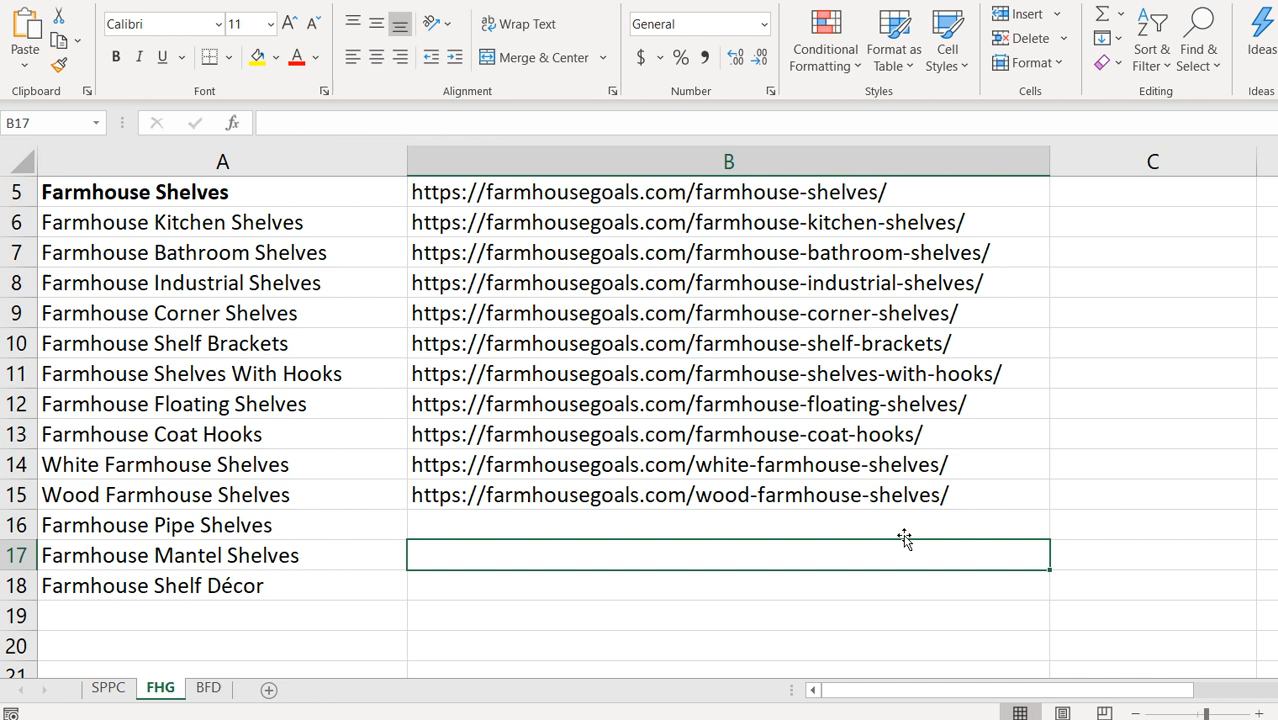 Calibri 11 Wrap Text General Insert
Paste B I U Merge & Center $ % Conditional Formatting Format as Table Cell Styles Delete Format Sort & Filter Find & Select Ideas
Clipboard Font Alignment Number Styles Cells Editing Ideas
B17 fx
A B C
5 Farmhouse Shelves https://farmhousegoals.com/farmhouse-shelves/
6 Farmhouse Kitchen Shelves https://farmhousegoals.com/farmhouse-kitchen-shelves/
7 Farmhouse Bathroom Shelves https://farmhousegoals.com/farmhouse-bathroom-shelves/
8 Farmhouse Industrial Shelves https://farmhousegoals.com/farmhouse-industrial-shelves/
9 Farmhouse Corner Shelves https://farmhousegoals.com/farmhouse-corner-shelves/
10 Farmhouse Shelf Brackets https://farmhousegoals.com/farmhouse-shelf-brackets/
11 Farmhouse Shelves With Hooks https://farmhousegoals.com/farmhouse-shelves-with-hooks/
12 Farmhouse Floating Shelves https://farmhousegoals.com/farmhouse-floating-shelves/
13 Farmhouse Coat Hooks https://farmhousegoals.com/farmhouse-coat-hooks/
14 White Farmhouse Shelves https://farmhousegoals.com/white-farmhouse-shelves/
15 Wood Farmhouse Shelves https://farmhousegoals.com/wood-farmhouse-shelves/
16 Farmhouse Pipe Shelves
17 Farmhouse Mantel Shelves
18 Farmhouse Shelf Décor
19
20
21
SPPC FHG BFD